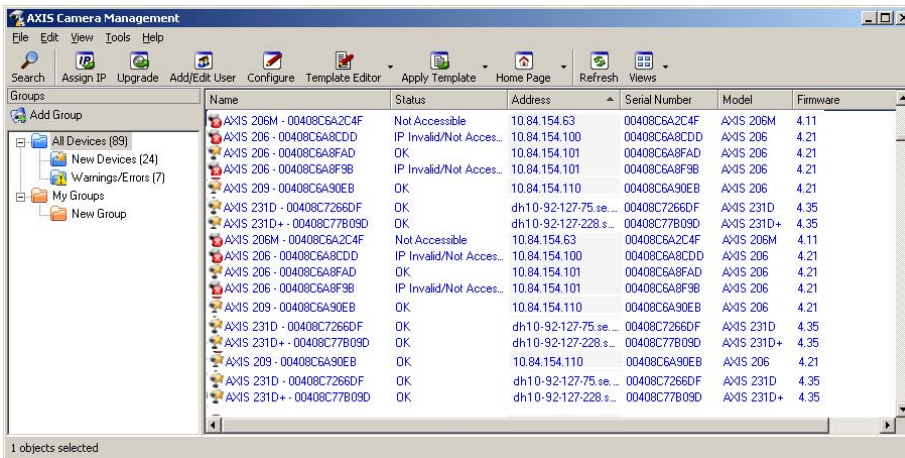 AXIS Camera Management
File Edit View Tools Help
Search Assign IP Upgrade Add/Edit User Configure Template Editor Apply Template Home Page Refresh Views
Groups
Add Group
All Devices (89)
New Devices (24)
Warnings/Errors (7)
My Groups
New Group
Name Status Address Serial Number Model Firmware
AXIS 206M - 00408C6A2C4F Not Accessible 10.84.154.63 00408C6A2C4F AXIS 206M 4.11
AXIS 206 - 00408C6A8CDD IP Invalid/Not Acces... 10.84.154.100 00408C6A8CDD AXIS 206 4.21
AXIS 206 - 00408C6A8FAD OK 10.84.154.101 00408C6A8FAD AXIS 206 4.21
AXIS 206 - 00408C6A8F9B IP Invalid/Not Acces... 10.84.154.101 00408C6A8F9B AXIS 206 4.21
AXIS 209 - 00408C6A90EB OK 10.84.154.110 00408C6A90EB AXIS 206 4.21
AXIS 231D - 00408C7266DF OK dh10-92-127-75.se... 00408C7266DF AXIS 231D 4.35
AXIS 231D+ - 00408C77B09D OK dh10-92-127-228.s... 00408C77B09D AXIS 231D+ 4.35
AXIS 206M - 00408C6A2C4F Not Accessible 10.84.154.63 00408C6A2C4F AXIS 206M 4.11
AXIS 206 - 00408C6A8CDD IP Invalid/Not Acces... 10.84.154.100 00408C6A8CDD AXIS 206 4.21
AXIS 206 - 00408C6A8FAD OK 10.84.154.101 00408C6A8FAD AXIS 206 4.21
AXIS 206 - 00408C6A8F9B IP Invalid/Not Acces... 10.84.154.101 00408C6A8F9B AXIS 206 4.21
AXIS 209 - 00408C6A90EB OK 10.84.154.110 00408C6A90EB AXIS 206 4.21
AXIS 231D - 00408C7266DF OK dh10-92-127-75.se... 00408C7266DF AXIS 231D 4.35
AXIS 231D+ - 00408C77B09D OK dh10-92-127-228.s... 00408C77B09D AXIS 231D+ 4.35
AXIS 209 - 00408C6A90EB OK 10.84.154.110 00408C6A90EB AXIS 206 4.21
AXIS 231D - 00408C7266DF OK dh10-92-127-75.se... 00408C7266DF AXIS 231D 4.35
AXIS 231D+ - 00408C77B09D OK dh10-92-127-228.s... 00408C77B09D AXIS 231D+ 4.35
1 objects selected